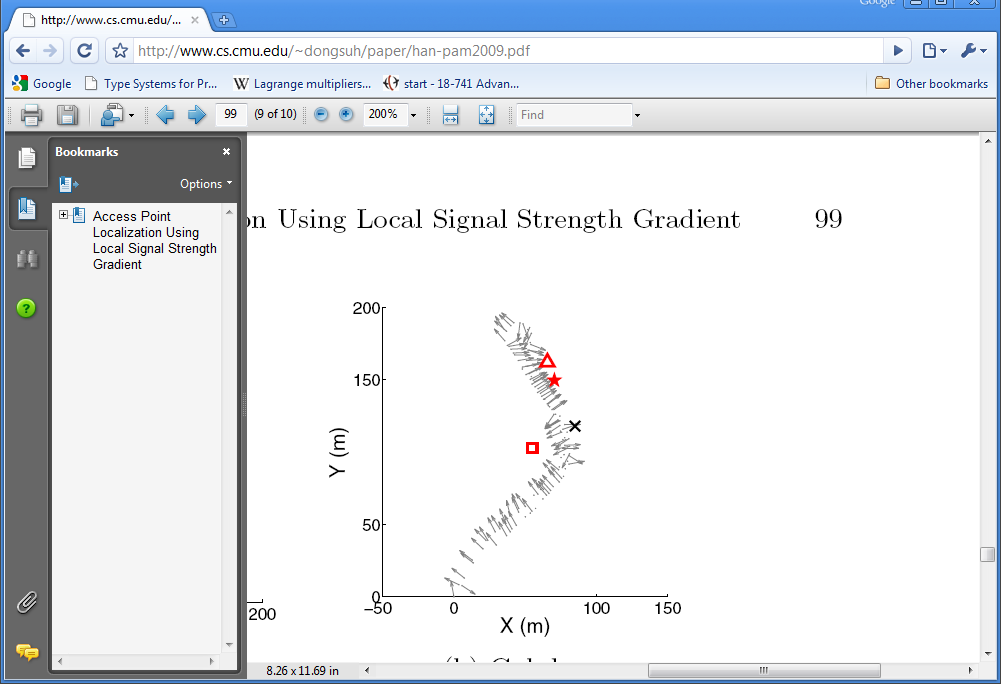 Google
http://www.cs.cmu.edu/...
http://www.cs.cmu.edu/~dongsuh/paper/han-pam2009.pdf
Google Type Systems for Pr... W Lagrange multipliers... start - 18-741 Advan... Other bookmarks
99 (9 of 10) 200% Find
Bookmarks
Options
Access Point
Localization Using
Local Signal Strength
Gradient
on Using Local Signal Strength Gradient 99
200
150
50
0
Y (m)
−50 0 100 150
X (m)
200
8.26 x 11.69 in